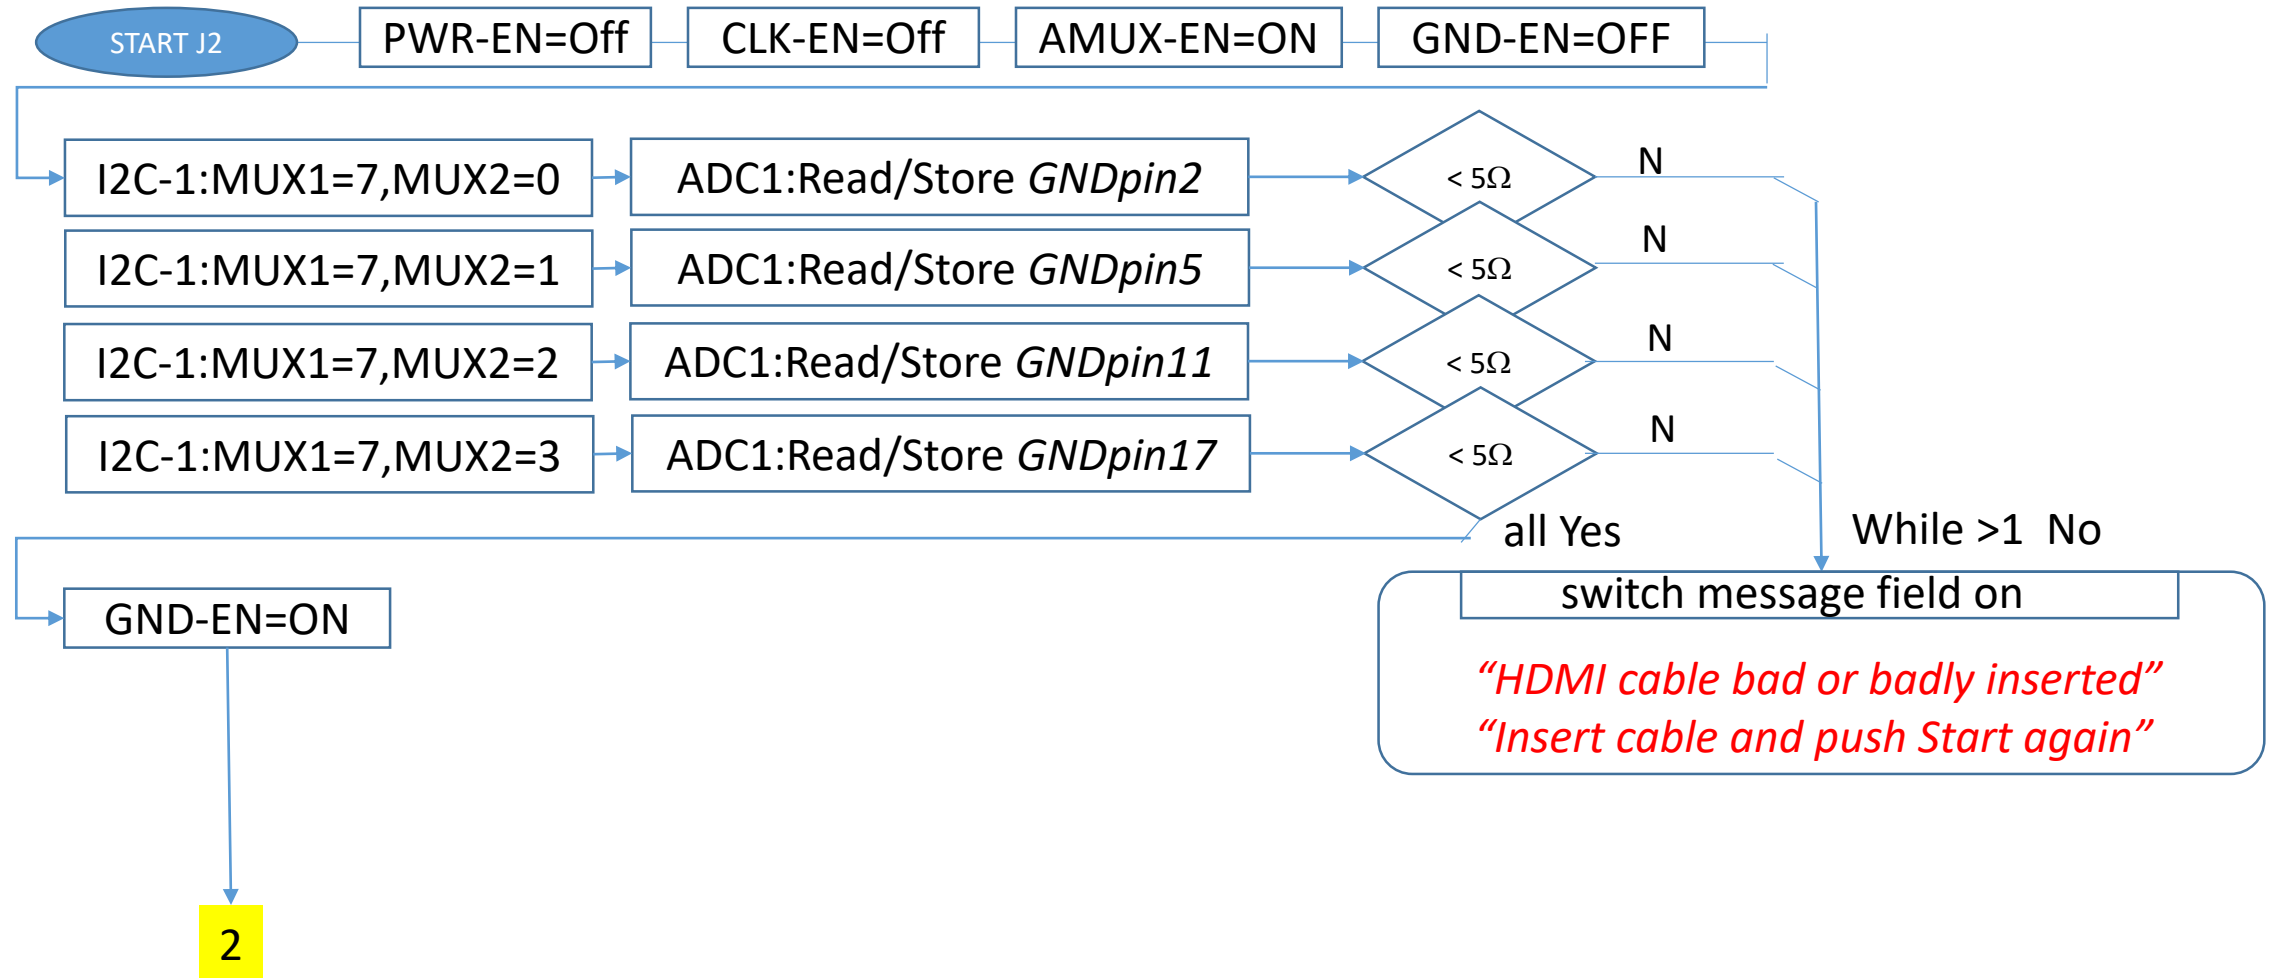 START J2
PWR-EN=Off
CLK-EN=Off
AMUX-EN=ON
GND-EN=OFF
I2C-1:MUX1=7,MUX2=0
ADC1:Read/Store GNDpin2
< 5Ω
N
I2C-1:MUX1=7,MUX2=1
ADC1:Read/Store GNDpin5
< 5Ω
N
I2C-1:MUX1=7,MUX2=2
ADC1:Read/Store GNDpin11
< 5Ω
N
I2C-1:MUX1=7,MUX2=3
ADC1:Read/Store GNDpin17
< 5Ω
N
all Yes
While >1  No
GND-EN=ON
switch message field on
“HDMI cable bad or badly inserted”
“Insert cable and push Start again”
2